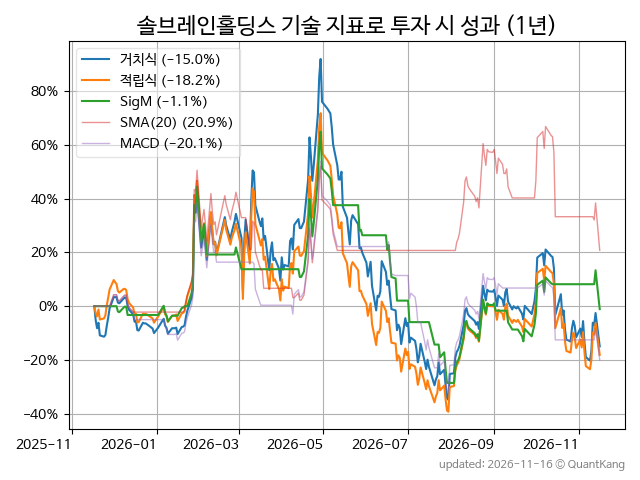 솔브레인홀딩스 기술 지표로 투자 시 성과 (1년)
거치식 (−15.0%)
적립식 (−18.2%)
SigM (−1.1%)
SMA(20) (20.9%)
MACD (−20.1%)
80%
60%
40%
20%
0%
−20%
−40%
2025-11 2026-01 2026-03 2026-05 2026-07 2026-09 2026-11
updated: 2026-11-16 © QuantKang